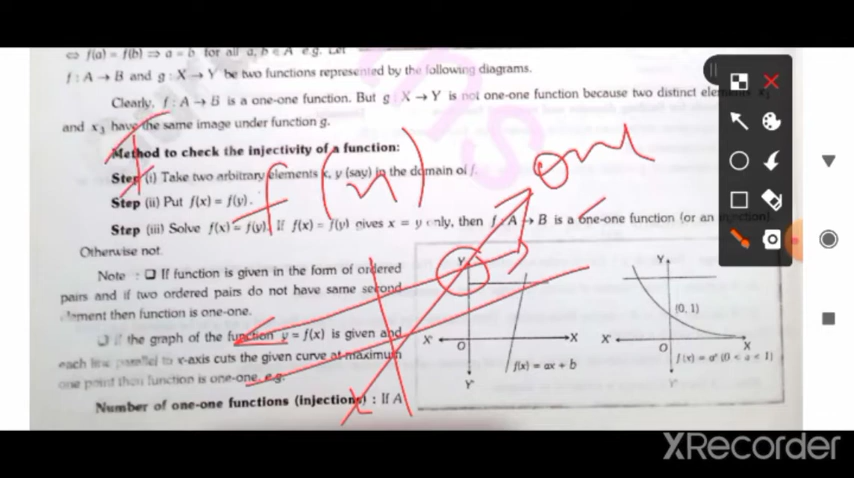 ⇔ f(a) = f(b) ⇒ a = b for all a, b ∈ A e.g. Let
f : A → B and g : X → Y be two functions represented by the following diagrams.
Clearly, f : A → B is a one-one function. But g : X → Y is not one-one function because two distinct elements x₁
and x₃ have the same image under function g.
Method to check the injectivity of a function:
Step (i) Take two arbitrary elements x, y (say) in the domain of f.
Step (ii) Put f(x) = f(y).
Step (iii) Solve f(x) = f(y). If f(x) = f(y) gives x = y only, then f : A → B is a one-one function (or an injection).
Otherwise not.
Note : ❑ If function is given in the form of ordered
pairs and if two ordered pairs do not have same second
element then function is one-one.
❑ If the graph of the function y = f(x) is given and
each line parallel to x-axis cuts the given curve at maximum
one point then function is one-one. e.g.
Number of one-one functions (injections) : If A
f(x)
one
Y
X'
O
X
Y'
f(x) = ax + b
Y
(0, 1)
X'
O
X
Y'
f(x) = aˣ (0 < a < 1)
XRecorder